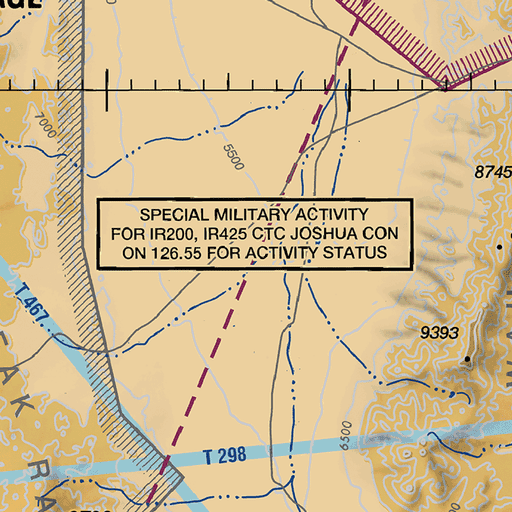 7000
5500
8745
SPECIAL MILITARY ACTIVITY
FOR IR200, IR425 CTC JOSHUA CON
ON 126.55 FOR ACTIVITY STATUS
T 467
9393
6500
T 298